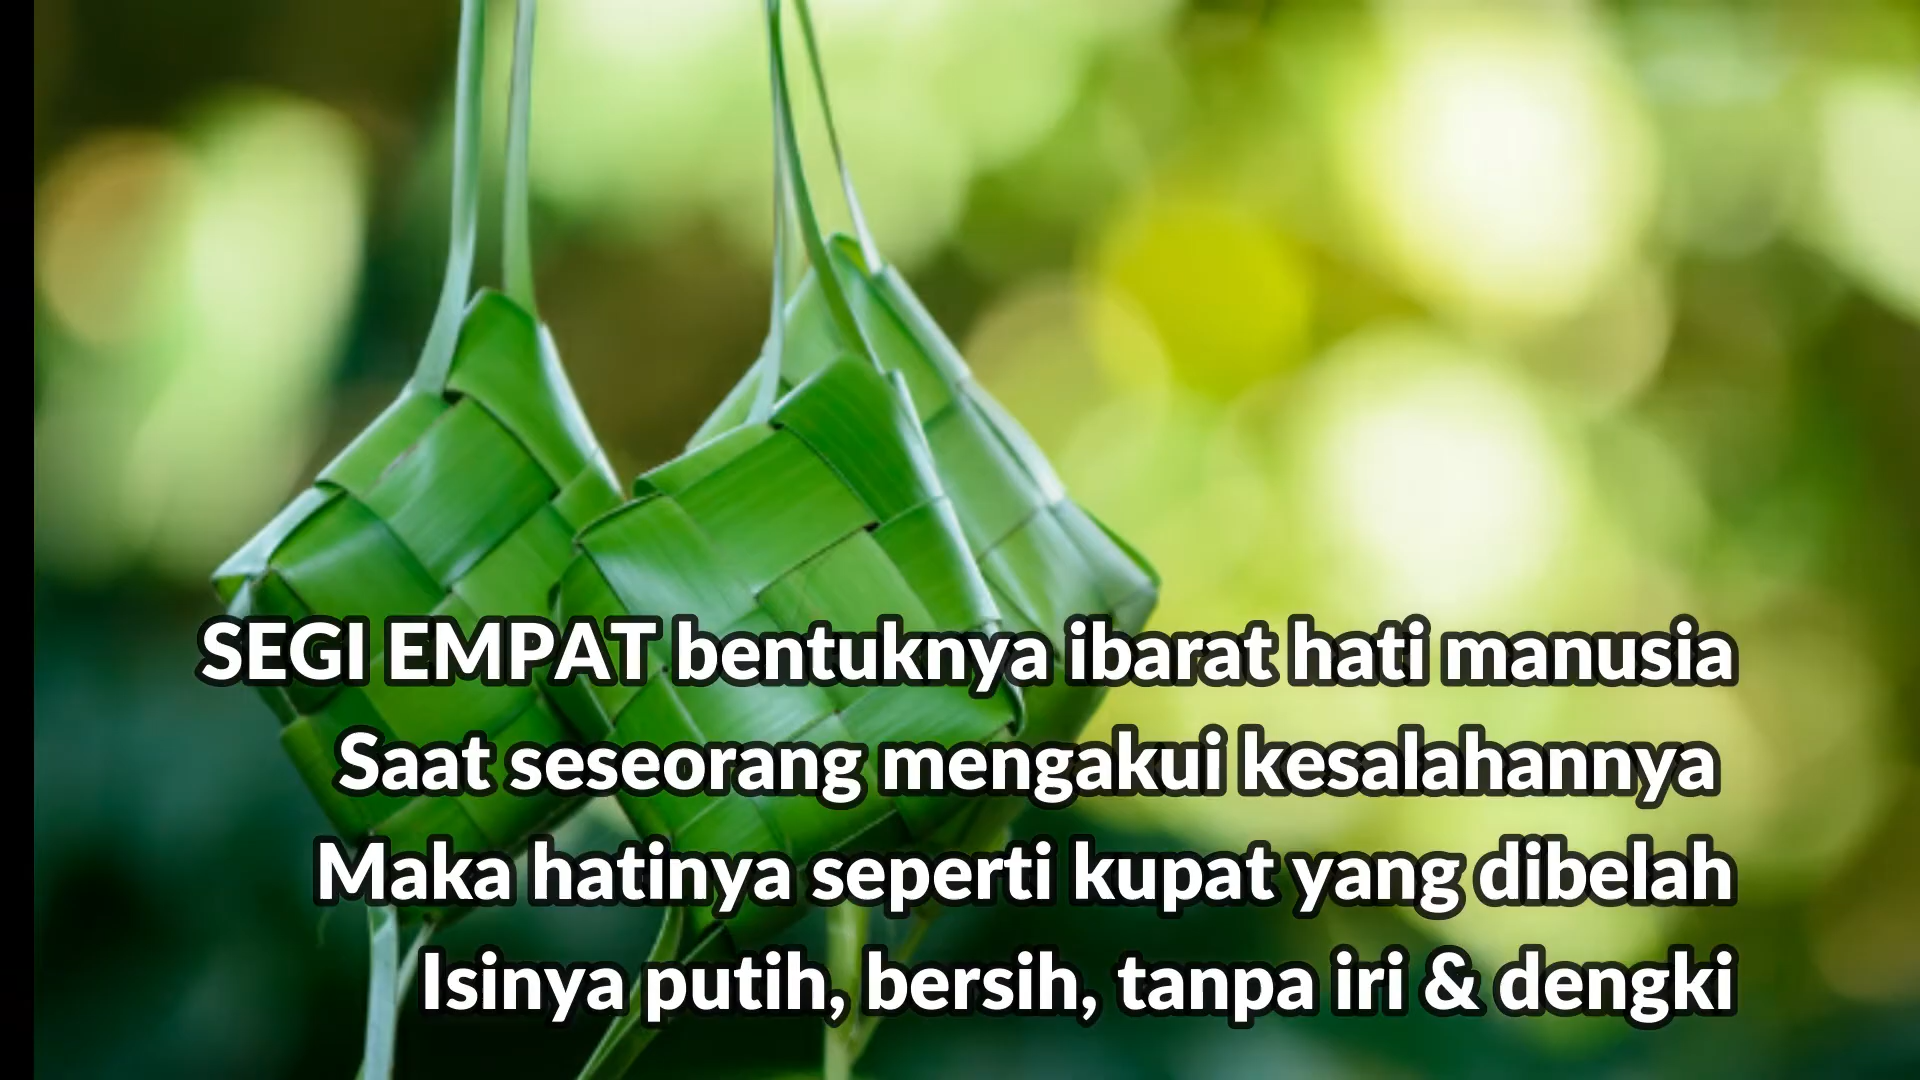 SEGI EMPAT bentuknya ibarat hati manusia
Saat seseorang mengakui kesalahannya
Maka hatinya seperti kupat yang dibelah
Isinya putih, bersih, tanpa iri & dengki